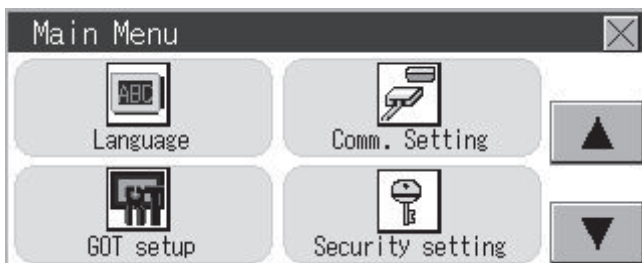 Main Menu
ABC
Language
Comm. Setting
GOT setup
Security setting